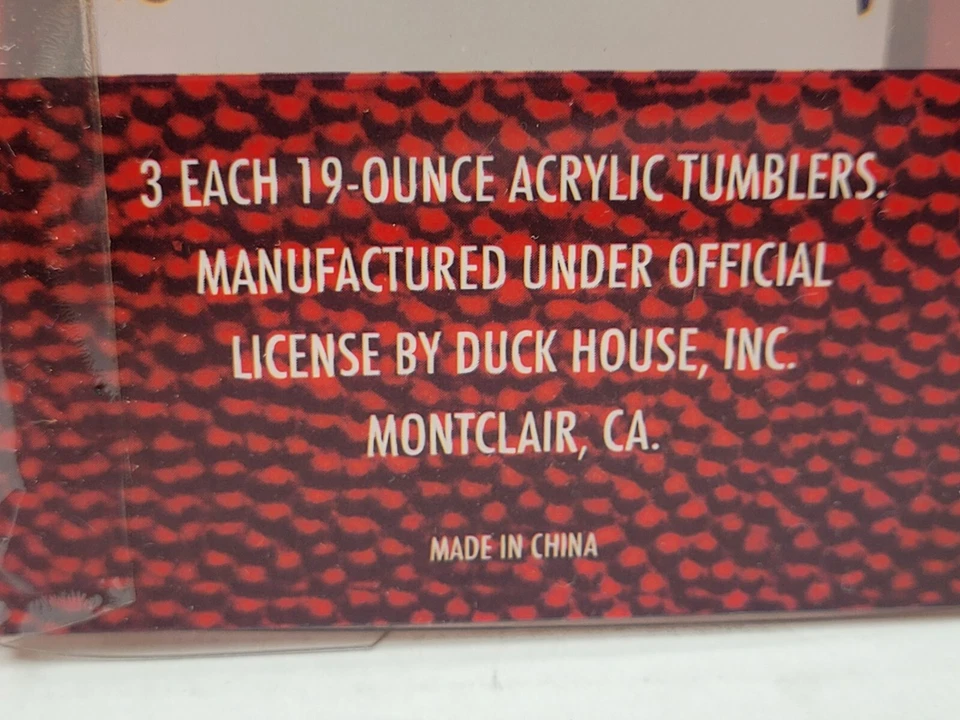 3 EACH 19-OUNCE ACRYLIC TUMBLERS.
MANUFACTURED UNDER OFFICIAL
LICENSE BY DUCK HOUSE, INC.
MONTCLAIR, CA.
MADE IN CHINA